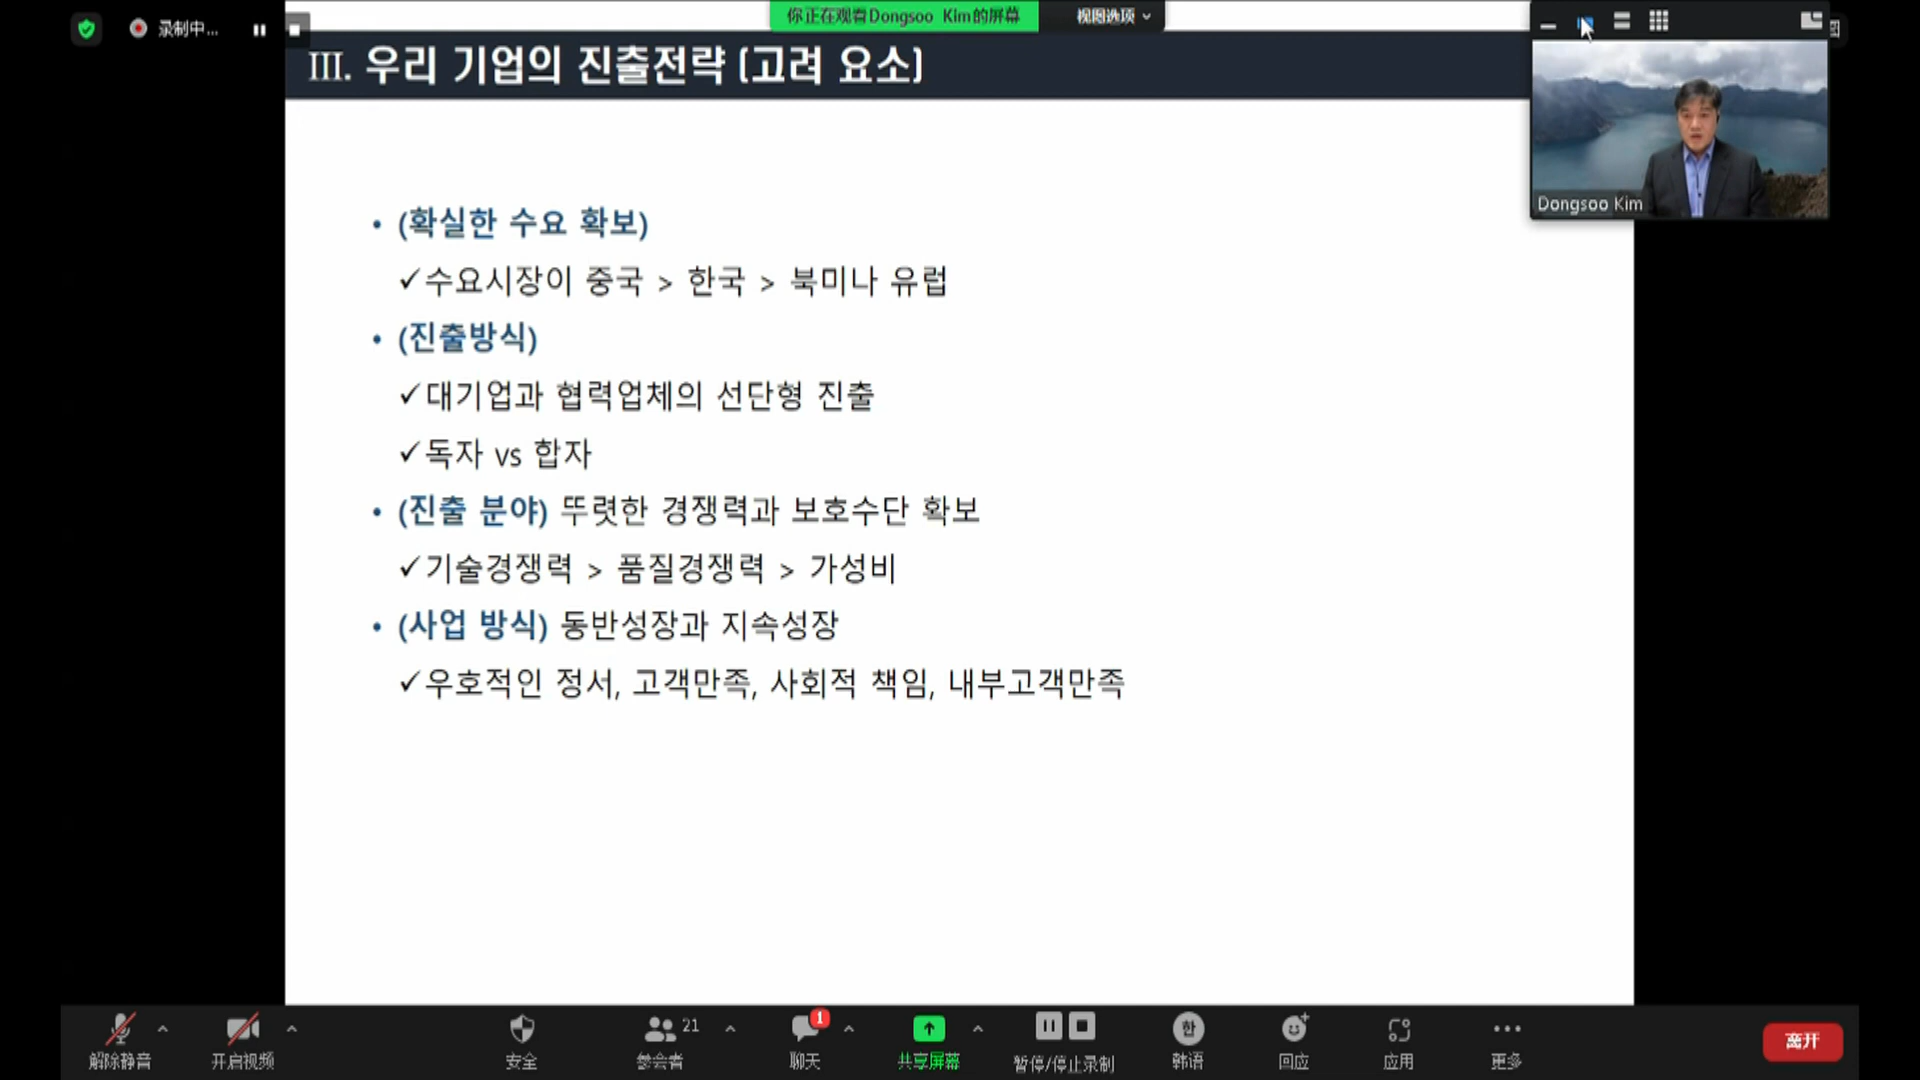 录制中...
你正在观看Dongsoo Kim的屏幕
视图选项
III. 우리 기업의 진출전략 (고려 요소)
Dongsoo Kim
• (확실한 수요 확보)
✓수요시장이 중국 > 한국 > 북미나 유럽
• (진출방식)
✓대기업과 협력업체의 선단형 진출
✓독자 vs 합자
• (진출 분야) 뚜렷한 경쟁력과 보호수단 확보
✓기술경쟁력 > 품질경쟁력 > 가성비
• (사업 방식) 동반성장과 지속성장
✓우호적인 정서, 고객만족, 사회적 책임, 내부고객만족
21
1
한
解除静音
开启视频
安全
参会者
聊天
共享屏幕
暂停/停止录制
韩语
回应
应用
更多
离开